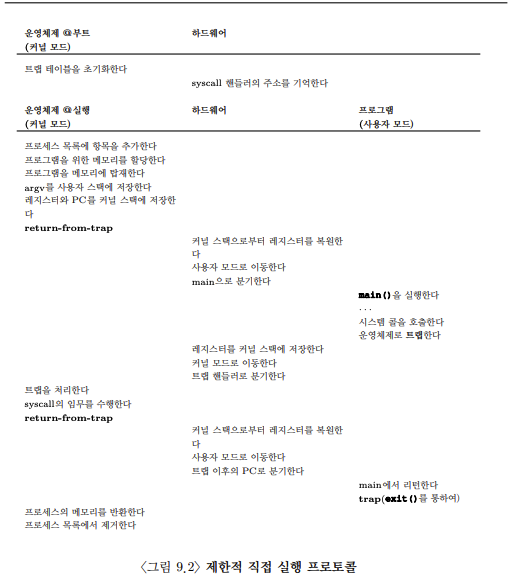 운영체제 @부트 하드웨어
(커널 모드)
트랩 테이블을 초기화한다
syscall 핸들러의 주소를 기억한다
운영체제 @실행 하드웨어 프로그램
(커널 모드) (사용자 모드)
프로세스 목록에 항목을 추가한다
프로그램을 위한 메모리를 할당한다
프로그램을 메모리에 탑재한다
argv를 사용자 스택에 저장한다
레지스터와 PC를 커널 스택에 저장한
다
return-from-trap
커널 스택으로부터 레지스터를 복원한
다
사용자 모드로 이동한다
main으로 분기한다
main()을 실행한다
...
시스템 콜을 호출한다
운영체제로 트랩한다
레지스터를 커널 스택에 저장한다
커널 모드로 이동한다
트랩 핸들러로 분기한다
트랩을 처리한다
syscall의 임무를 수행한다
return-from-trap
커널 스택으로부터 레지스터를 복원한
다
사용자 모드로 이동한다
트랩 이후의 PC로 분기한다
main에서 리턴한다
trap(exit()를 통하여)
프로세스의 메모리를 반환한다
프로세스 목록에서 제거한다
〈그림 9.2〉 제한적 직접 실행 프로토콜